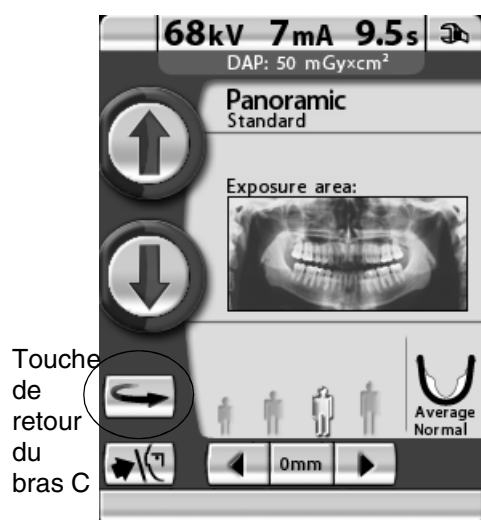 68kV 7mA 9.5s
DAP: 50 mGy×cm²
Panoramic
Standard
Exposure area:
Touche
de
retour
du
bras C
Average
Normal
0mm